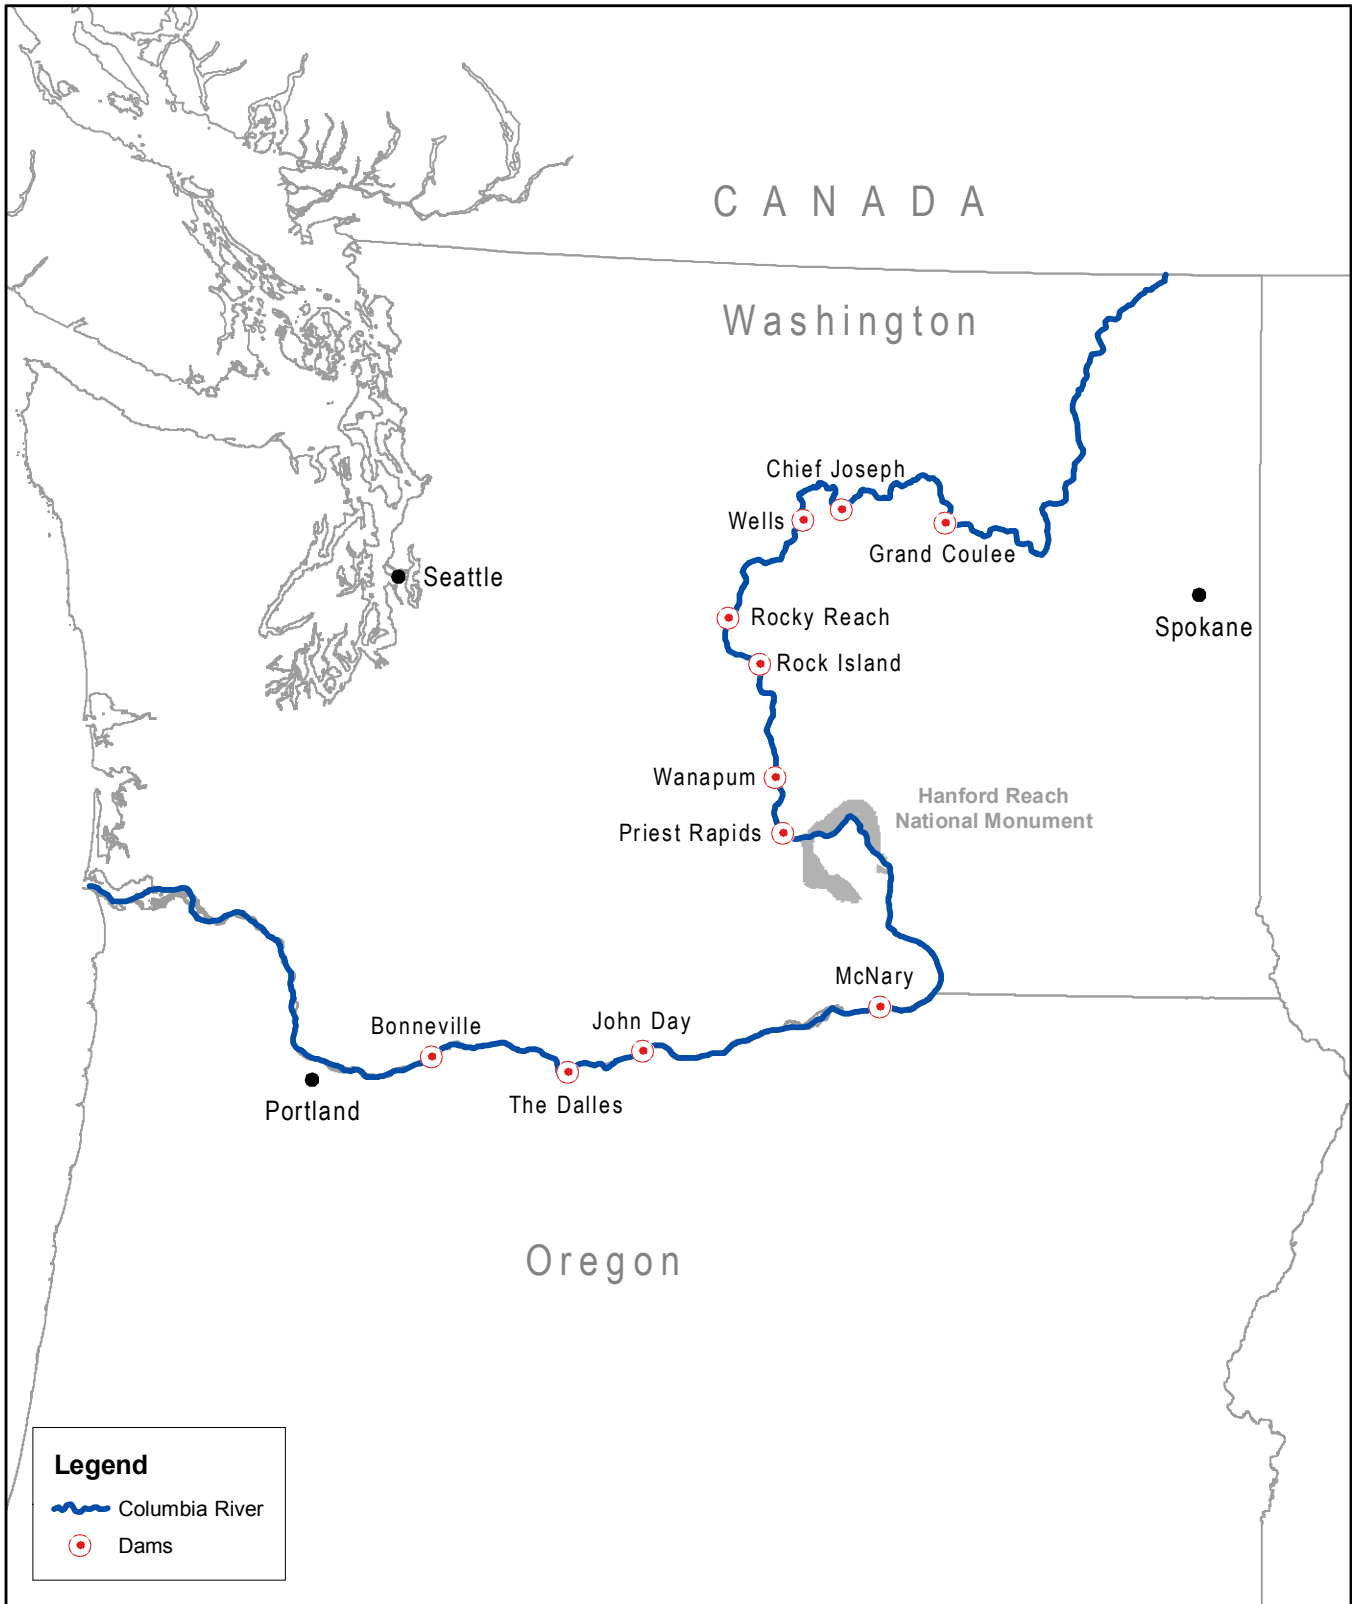 CANADA
Washington
Chief Joseph
Wells
Grand Coulee
Seattle
Spokane
Rocky Reach
Rock Island
Wanapum
Hanford Reach
National Monument
Priest Rapids
McNary
John Day
Bonneville
The Dalles
Portland
Oregon
Legend
Columbia River
Dams